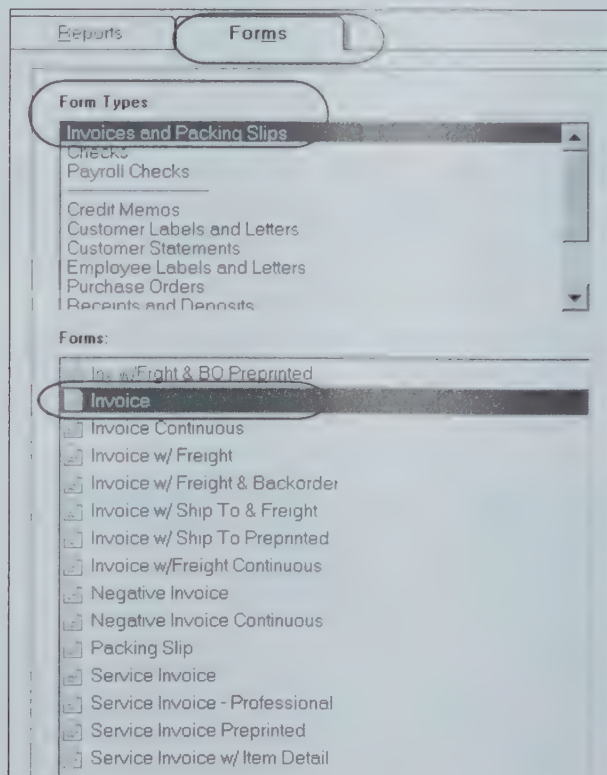 Reports
Forms
Form Types
Invoices and Packing Slips
Checks
Payroll Checks
Credit Memos
Customer Labels and Letters
Customer Statements
Employee Labels and Letters
Purchase Orders
Receipts and Deposits
Forms:
Inv w/Frght & BO Preprinted
Invoice
Invoice Continuous
Invoice w/ Freight
Invoice w/ Freight & Backorder
Invoice w/ Ship To & Freight
Invoice w/ Ship To Preprinted
Invoice w/Freight Continuous
Negative Invoice
Negative Invoice Continuous
Packing Slip
Service Invoice
Service Invoice - Professional
Service Invoice Preprinted
Service Invoice w/ Item Detail